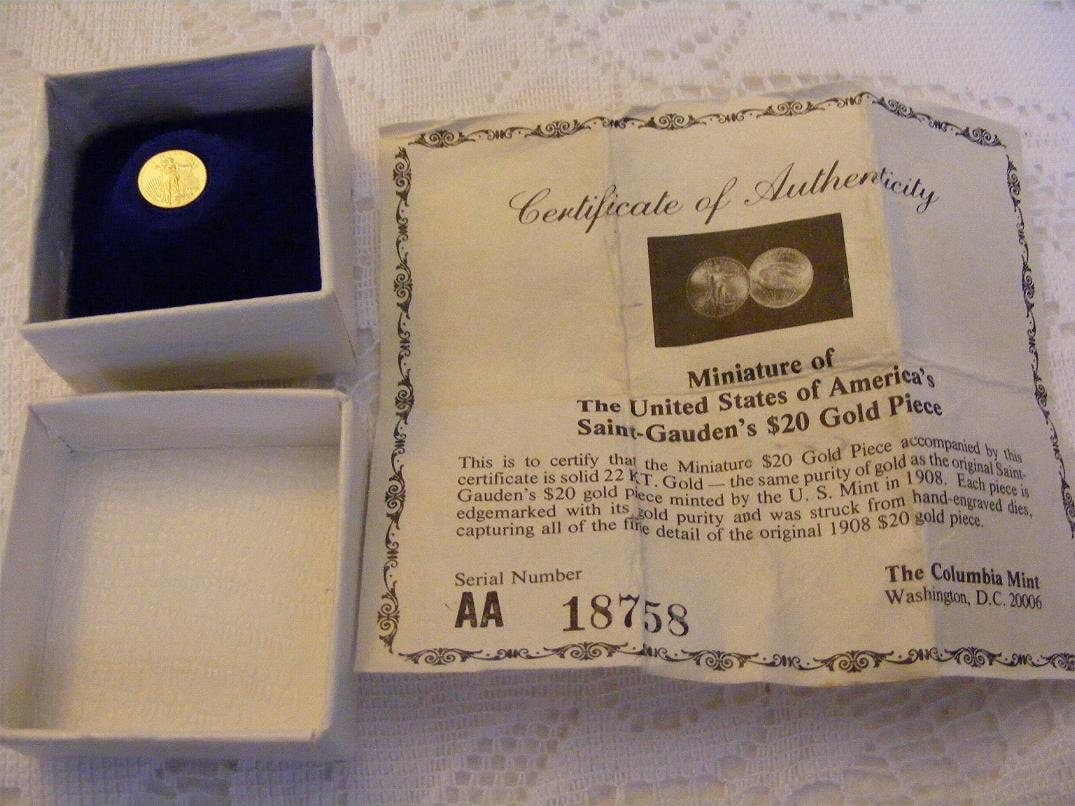 Certificate of Authenticity
Miniature of
The United States of America's
Saint-Gauden's $20 Gold Piece
This is to certify that the Miniature $20 Gold Piece accompanied by this
certificate is solid 22 KT. Gold — the same purity of gold as the original Saint-
Gauden's $20 gold piece minted by the U. S. Mint in 1908. Each piece is
edgemarked with its gold purity and was struck from hand-engraved dies,
capturing all of the fine detail of the original 1908 $20 gold piece.
Serial Number
AA 18758
The Columbia Mint
Washington, D.C. 20006